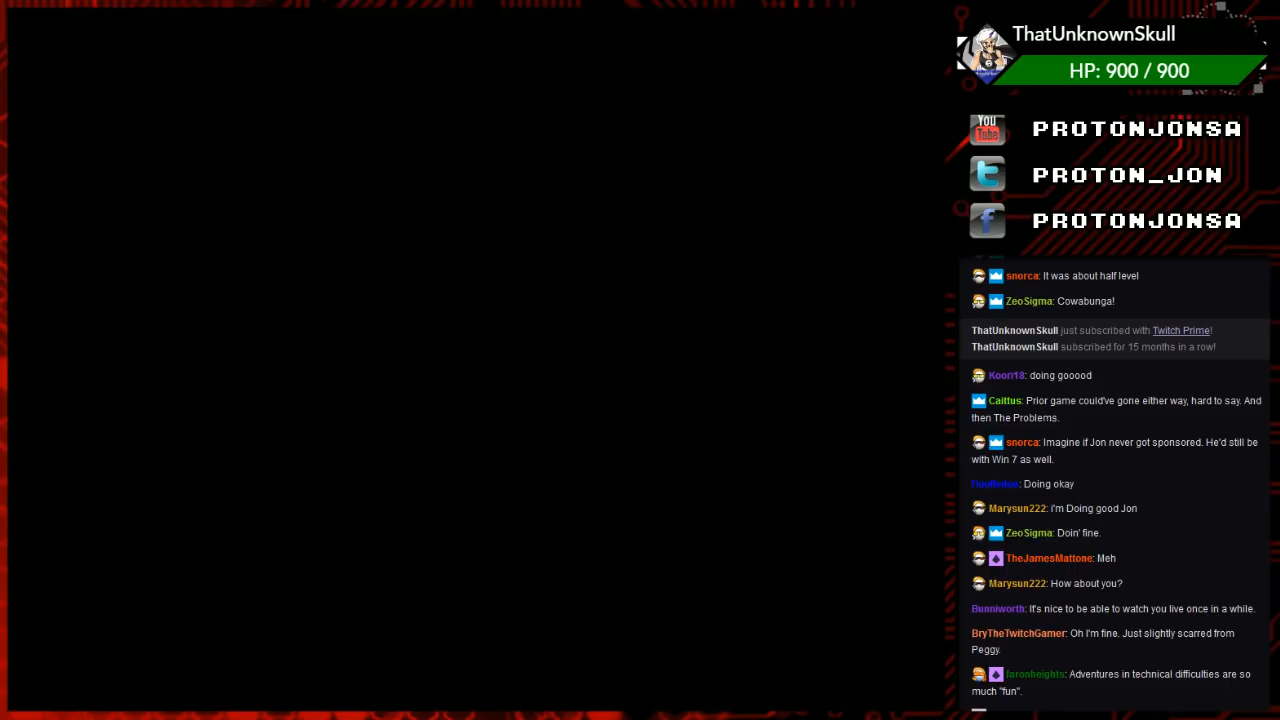 ThatUnknownSkull
HP: 900 / 900
You
Tube
PROTONJONSA
PROTON_JON
PROTONJONSA
snorca: It was about half level
ZeoSigma: Cowabunga!
ThatUnknownSkull just subscribed with Twitch Prime!
ThatUnknownSkull subscribed for 15 months in a row!
Koori18: doing gooood
Caittus: Prior game could've gone either way, hard to say. And
then The Problems.
snorca: Imagine if Jon never got sponsored. He'd still be
with Win 7 as well.
: Doing okay
Marysun222: i'm Doing good Jon
ZeoSigma: Doin' fine.
TheJamesMattone: Meh
Marysun222: How about you?
Bunniworth: It's nice to be able to watch you live once in a while.
BryTheTwitchGamer: Oh I'm fine. Just slightly scarred from
Peggy.
faronheights: Adventures in technical difficulties are so
much "fun".